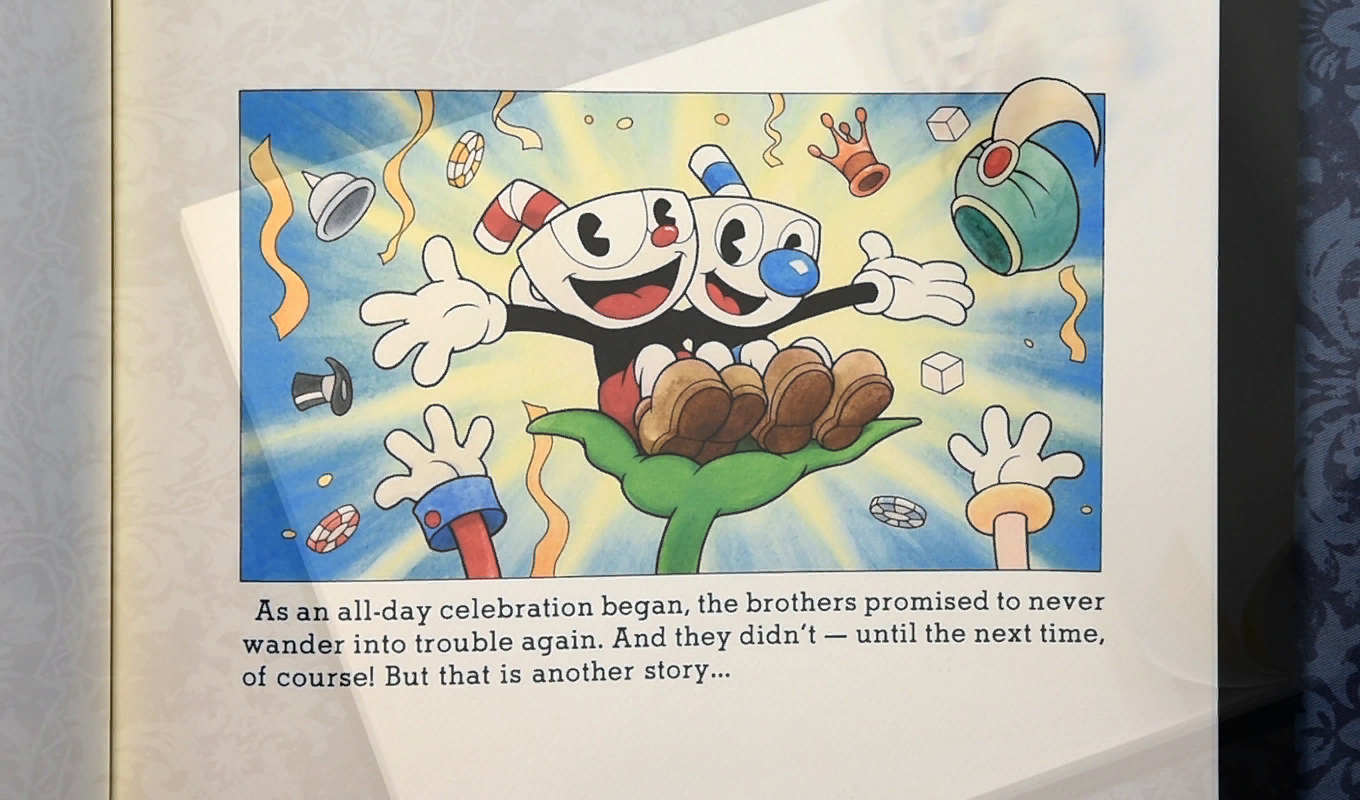 As an all-day celebration began, the brothers promised to never
wander into trouble again. And they didn't — until the next time,
of course! But that is another story...